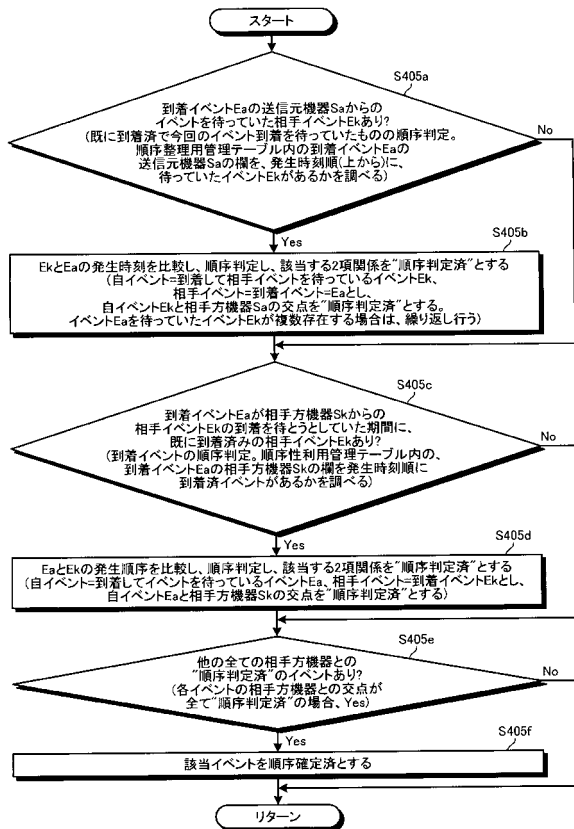 スタート
S405a
到着イベントEaの送信元機器Saからの
イベントを待っていた相手イベントEkあり?
(既に到着済で今回のイベント到着を待っていたものの順序判定。
順序整理用管理テーブル内の到着イベントEaの
送信元機器Saの欄を、発生時刻順(上から)に、
待っていたイベントEkがあるかを調べる)
No
Yes
S405b
EkとEaの発生時刻を比較し、順序判定し、該当する2項関係を"順序判定済"とする
(自イベント=到着して相手イベントを待っているイベントEk、
相手イベント=到着イベント=Eaとし、
自イベントEkと相手方機器Saの交点を"順序判定済"とする。
イベントEaを待っていたイベントEkが複数存在する場合は、繰り返し行う)
S405c
到着イベントEaが相手方機器Skからの
相手イベントEkの到着を待とうとしていた期間に、
既に到着済みの相手イベントEkあり?
(到着イベントの順序判定。順序性利用管理テーブル内の、
到着イベントEaの相手方機器Skの欄を発生時刻順に
到着済イベントがあるかを調べる)
No
Yes
S405d
EaとEkの発生順序を比較し、順序判定し、該当する2項関係を"順序判定済"とする
(自イベント=到着してイベントを待っているイベントEa、相手イベント=到着イベントEkとし、
自イベントEaと相手方機器Skの交点を"順序判定済"とする)
S405e
他の全ての相手方機器との
"順序判定済"のイベントあり?
(各イベントの相手方機器との交点が
全て"順序判定済"の場合、Yes)
No
Yes
S405f
該当イベントを順序確定済とする
リターン